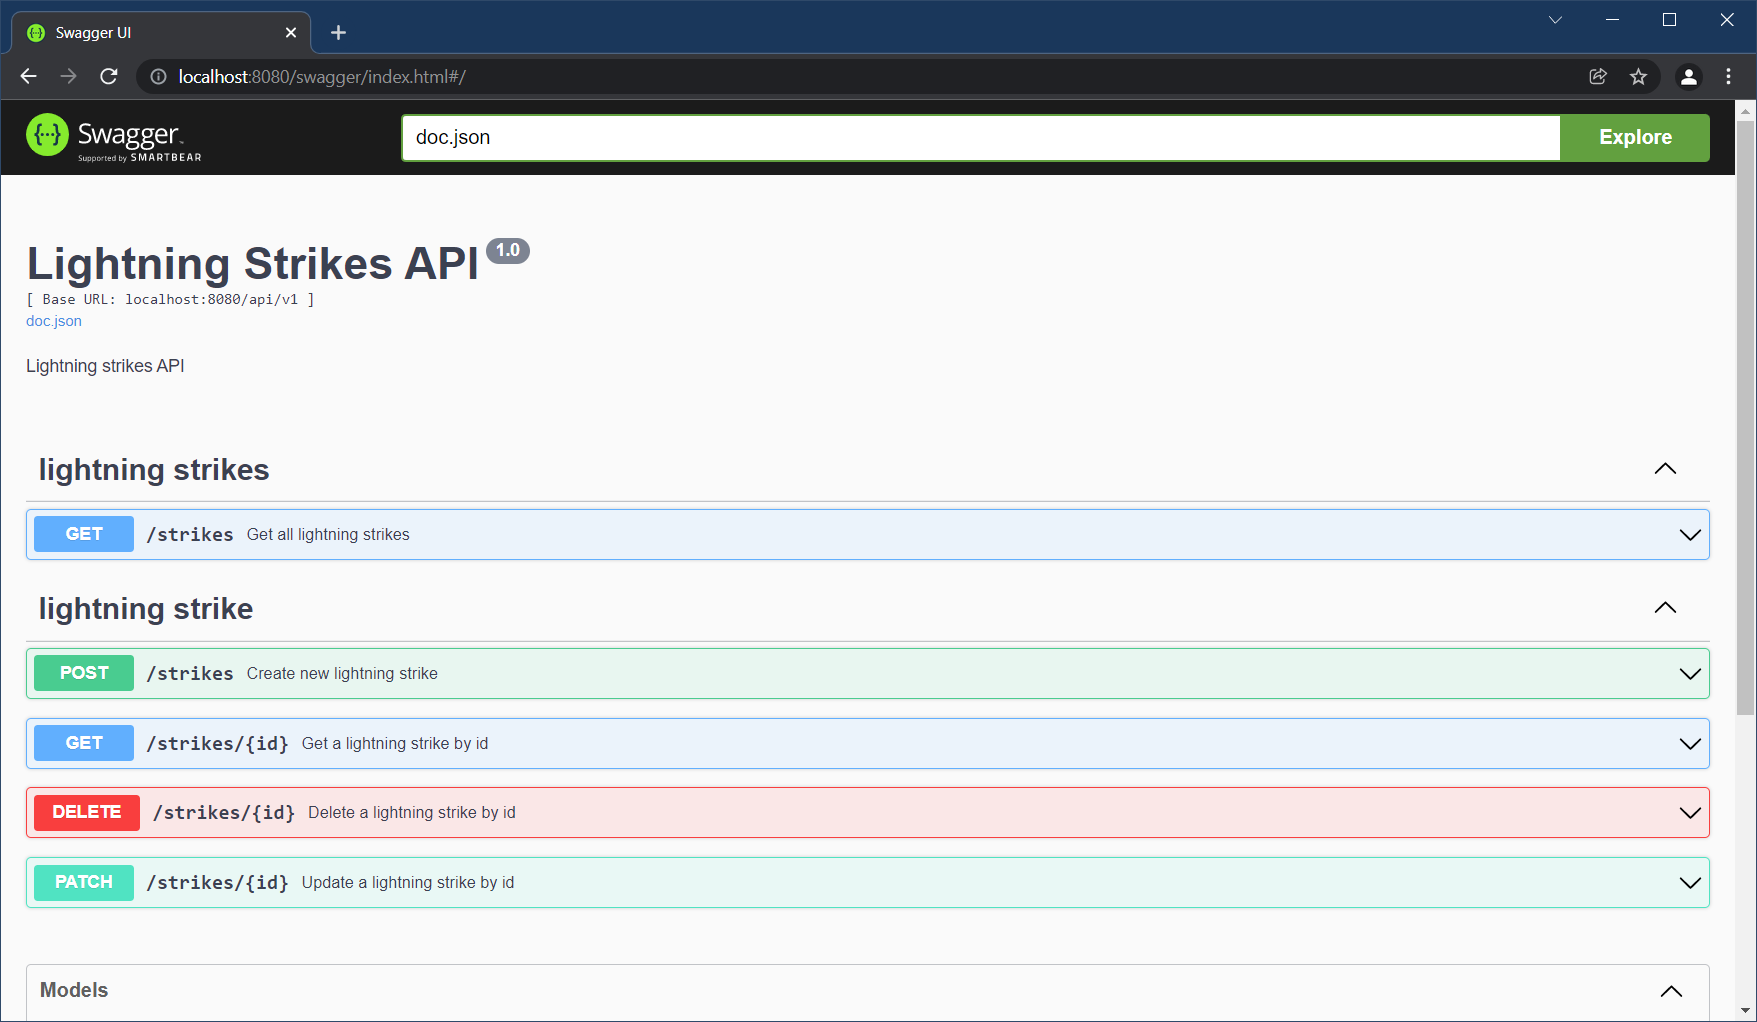 Swagger UI
localhost:8080/swagger/index.html#/
Swagger
Supported by SMARTBEAR
doc.json
Explore
Lightning Strikes API 1.0
[ Base URL: localhost:8080/api/v1 ]
doc.json
Lightning strikes API
lightning strikes
GET /strikes Get all lightning strikes
lightning strike
POST /strikes Create new lightning strike
GET /strikes/{id} Get a lightning strike by id
DELETE /strikes/{id} Delete a lightning strike by id
PATCH /strikes/{id} Update a lightning strike by id
Models